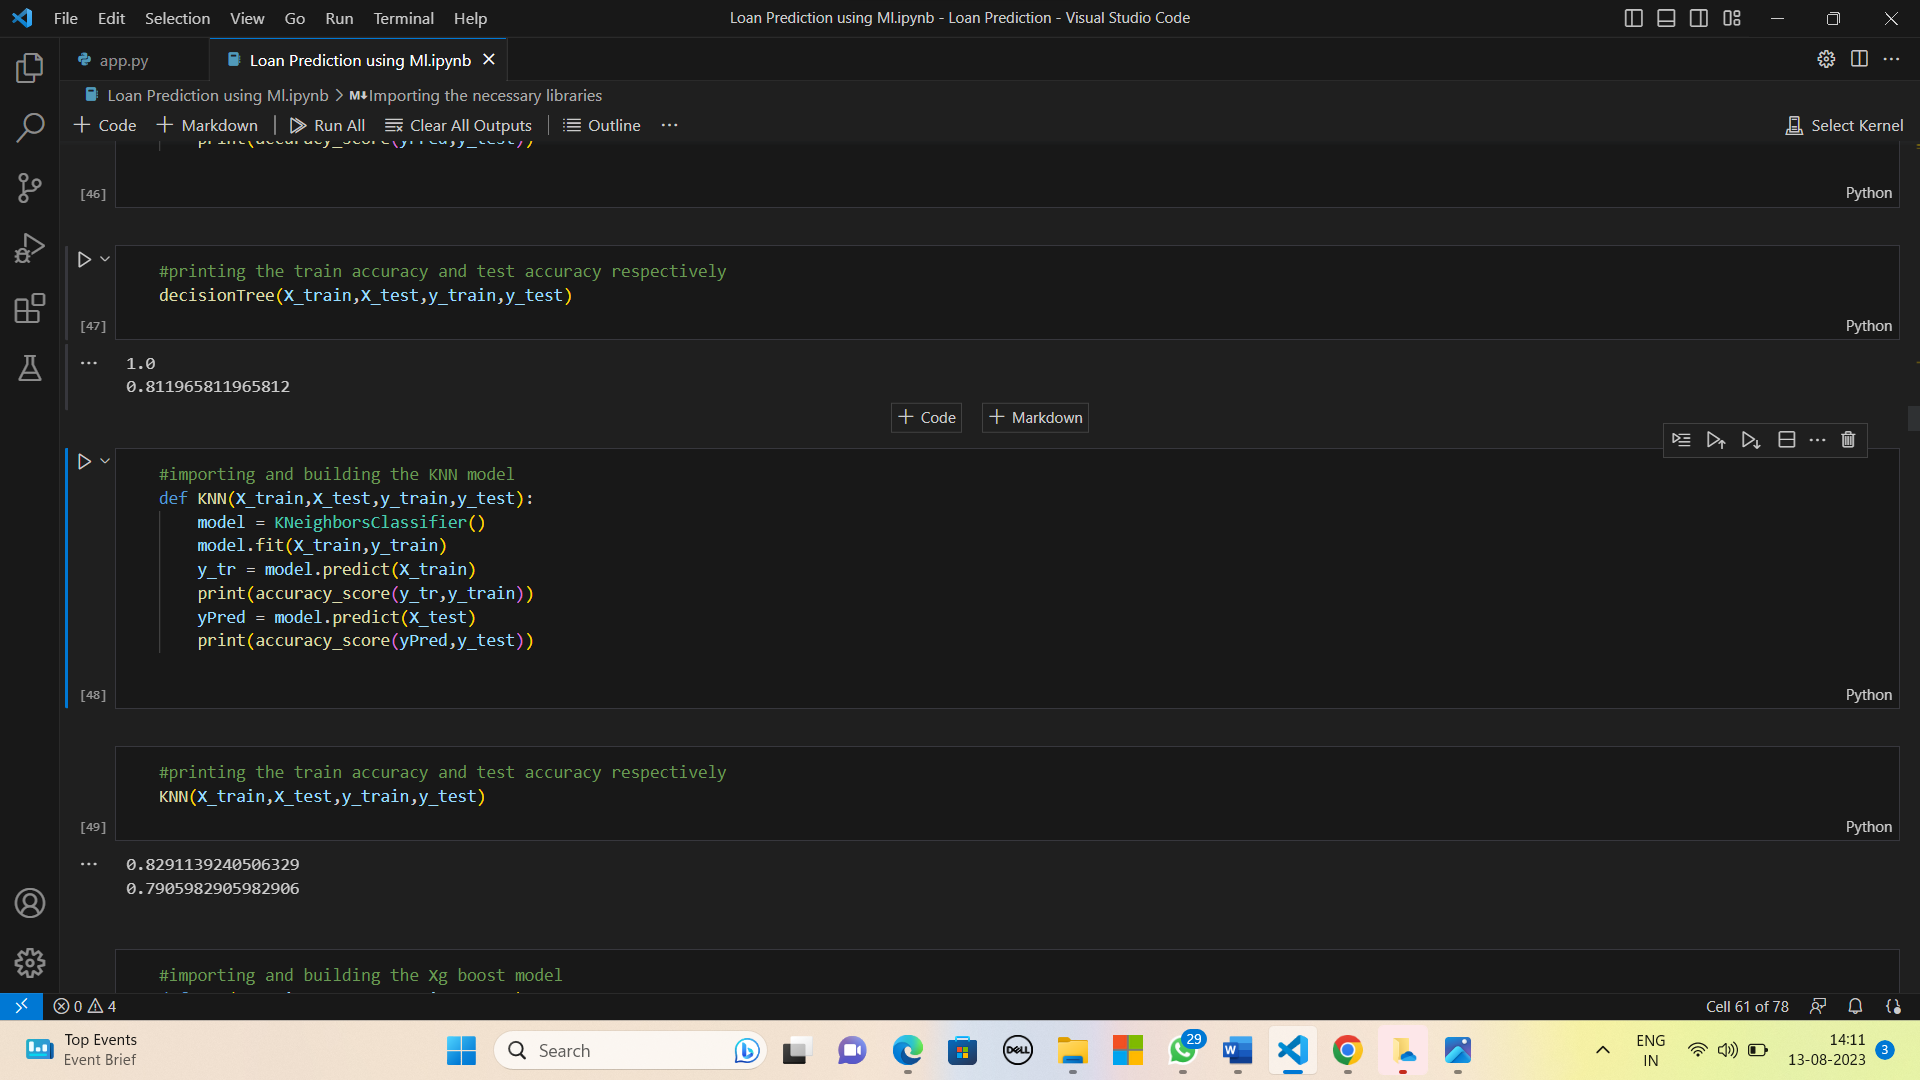 File Edit Selection View Go Run Terminal Help
Loan Prediction using Ml.ipynb - Loan Prediction - Visual Studio Code
app.py
Loan Prediction using Ml.ipynb
Loan Prediction using Ml.ipynb > M↓Importing the necessary libraries
+ Code + Markdown | Run All Clear All Outputs | Outline ...
Select Kernel
print(accuracy_score(yPred,y_test))
[46]
Python
#printing the train accuracy and test accuracy respectively
decisionTree(X_train,X_test,y_train,y_test)
[47]
Python
1.0
0.811965811965812
+ Code + Markdown
#importing and building the KNN model
def KNN(X_train,X_test,y_train,y_test):
model = KNeighborsClassifier()
model.fit(X_train,y_train)
y_tr = model.predict(X_train)
print(accuracy_score(y_tr,y_train))
yPred = model.predict(X_test)
print(accuracy_score(yPred,y_test))
[48]
Python
#printing the train accuracy and test accuracy respectively
KNN(X_train,X_test,y_train,y_test)
[49]
Python
0.8291139240506329
0.7905982905982906
#importing and building the Xg boost model
0 4
Cell 61 of 78
Top Events
Event Brief
Search
DELL
29
W
ENG
IN
14:11
13-08-2023
3